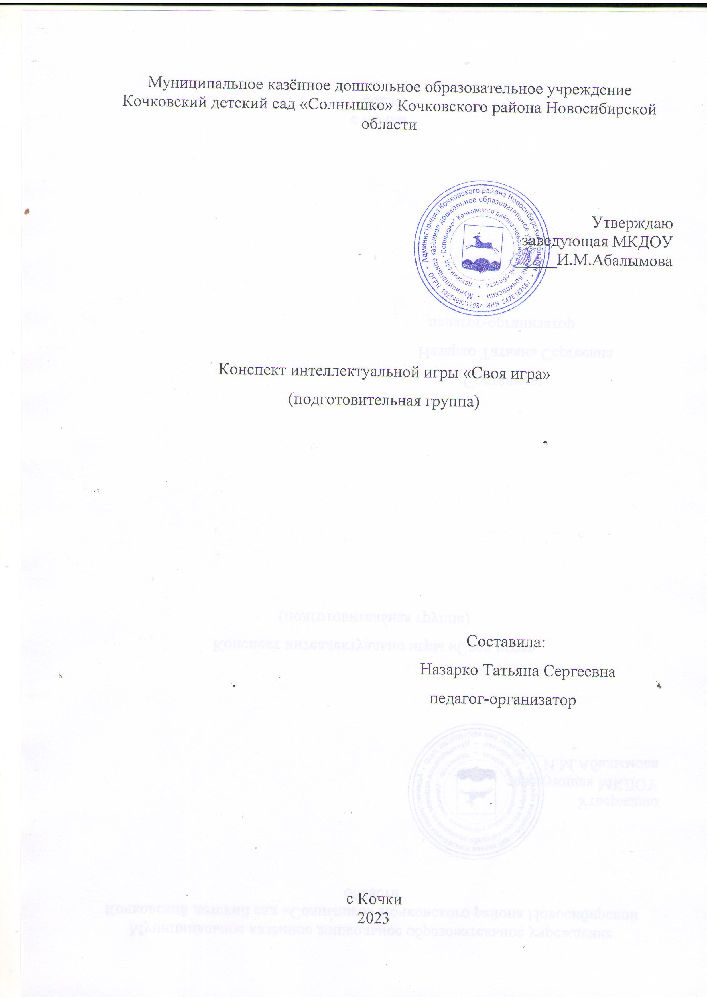 Муниципальное казённое дошкольное образовательное учреждение
Кочковский детский сад «Солнышко» Кочковского района Новосибирской
области
Администрация Кочковского района Новосибирской области * ОГРН 1025405212984 ИНН 5426182667 *
Муниципальное казённое дошкольное образовательное учреждение Кочковский
детский сад "Солнышко" Кочковского района Новосибирской области *
Утверждаю
заведующая МКДОУ
_____И.М.Абалымова
Конспект интеллектуальной игры «Своя игра»
(подготовительная группа)
Составила:
Назарко Татьяна Сергеевна
педагог-организатор
с Кочки
2023